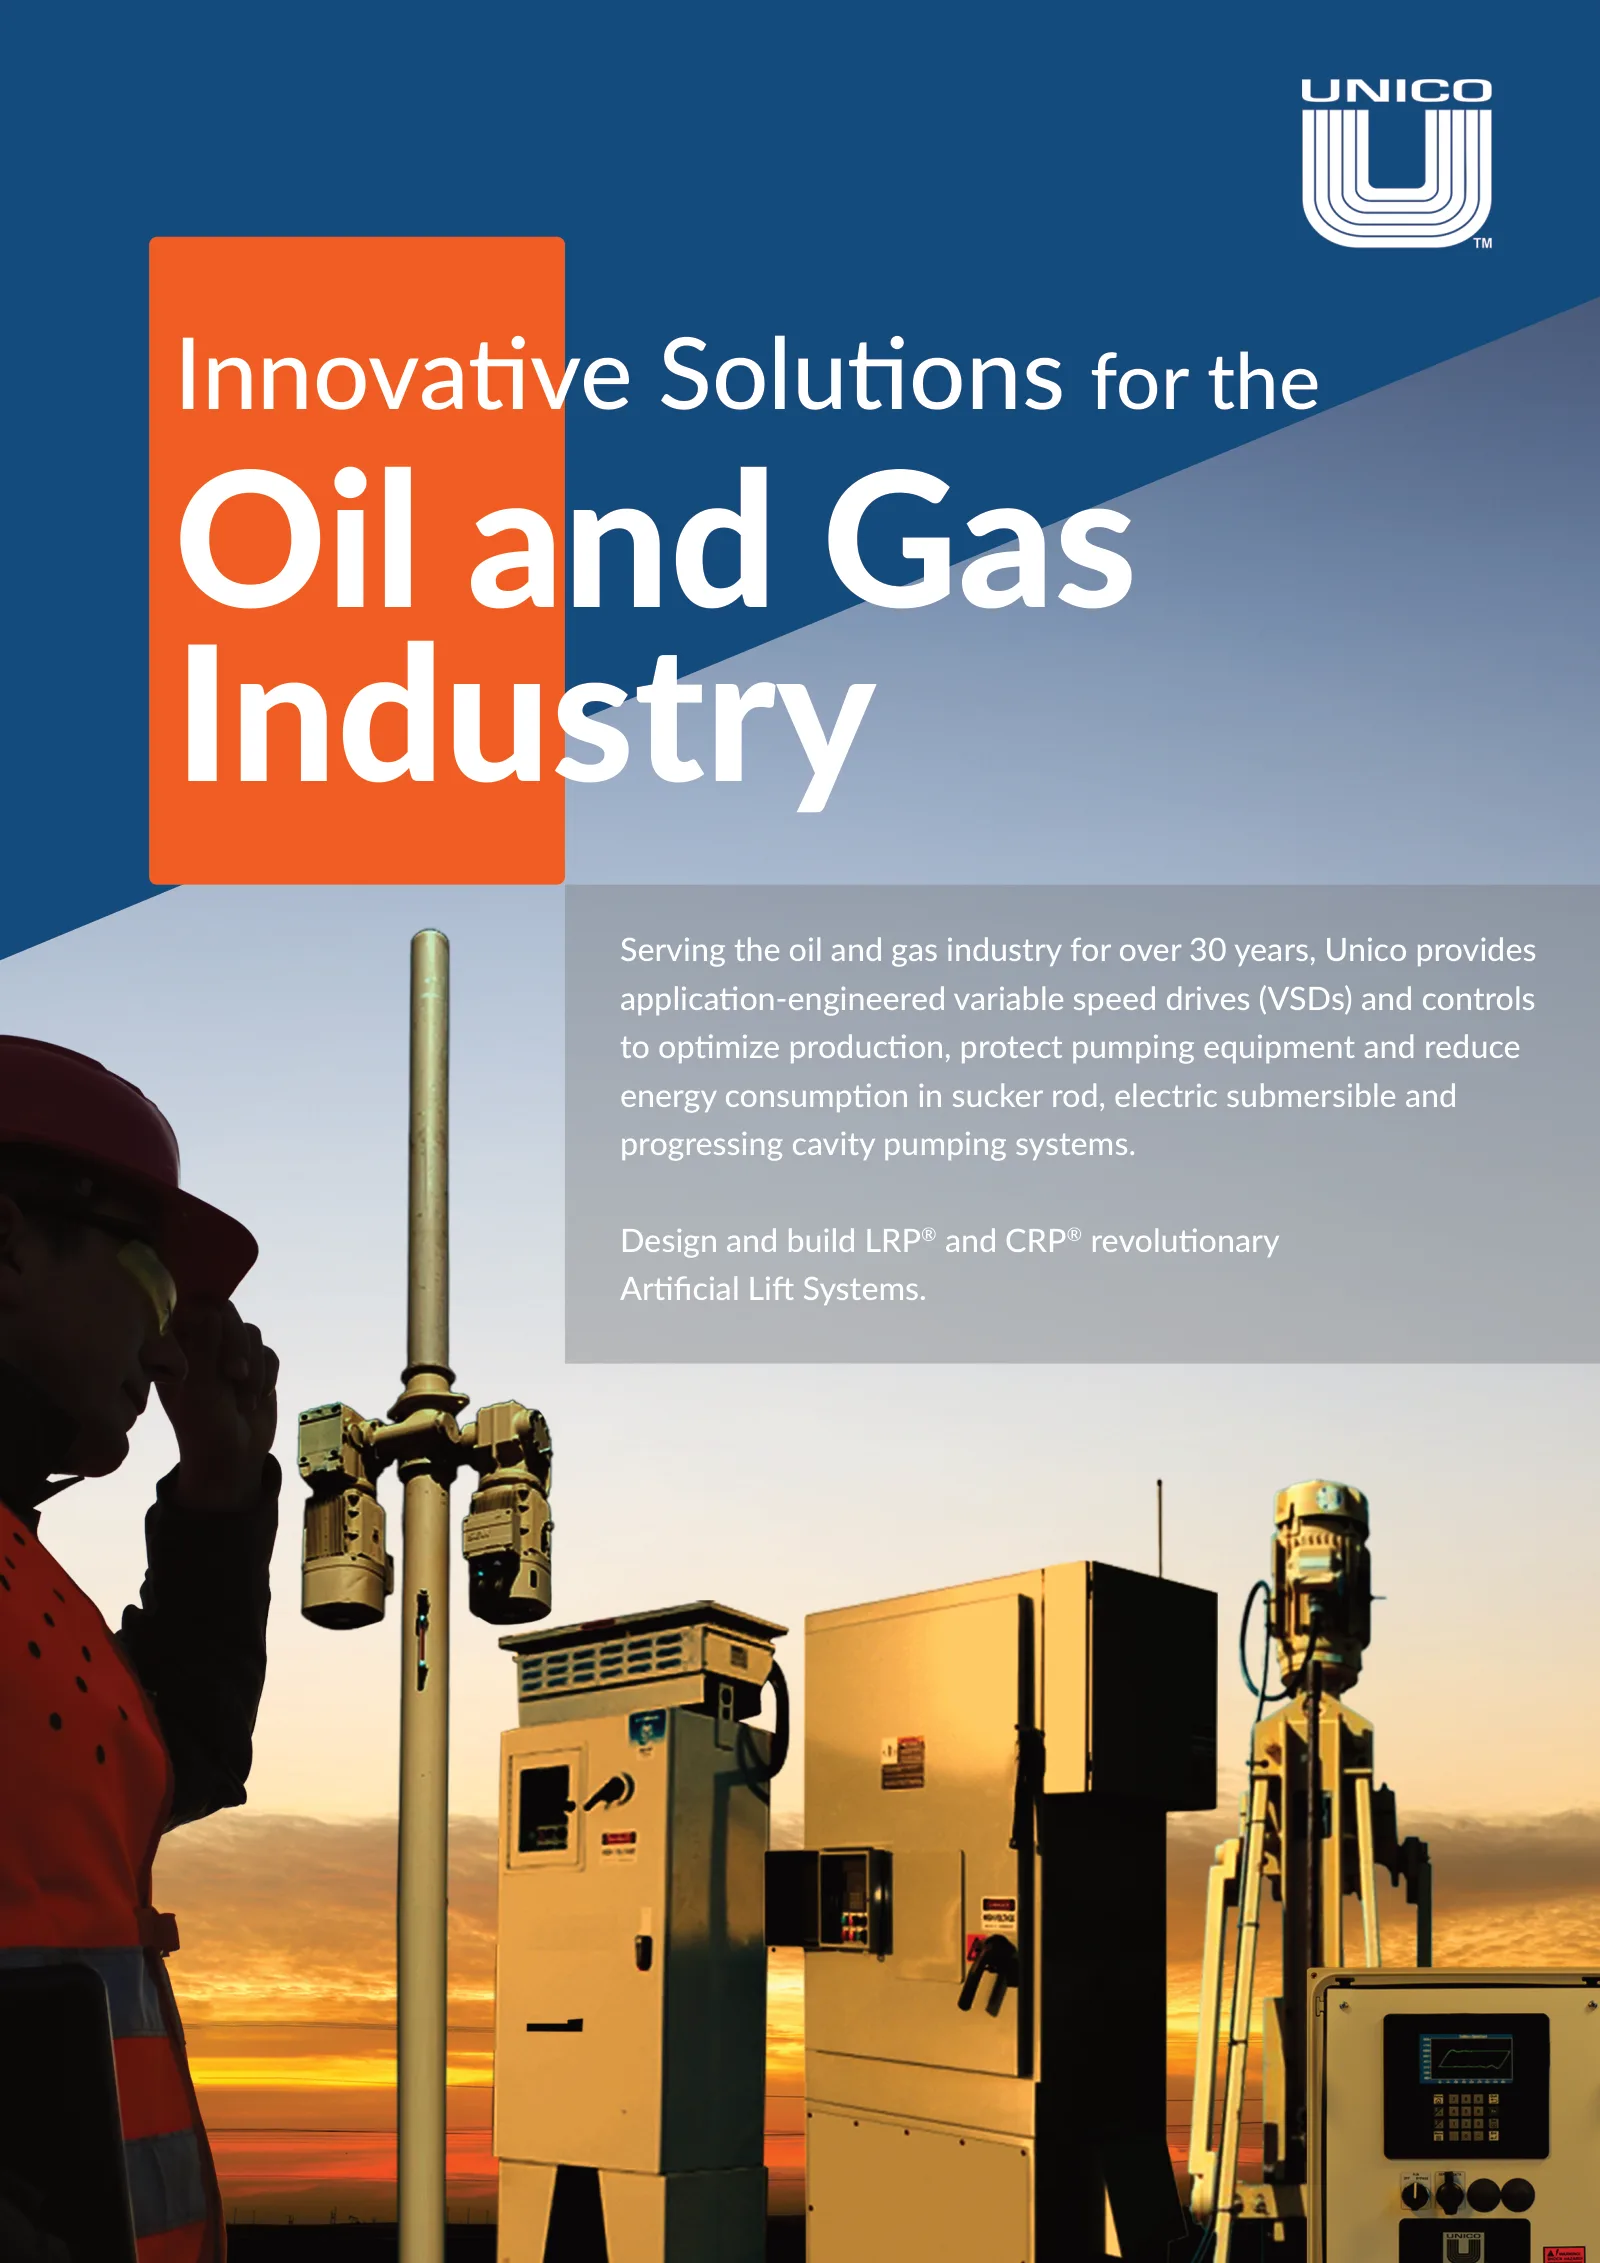 UNICO
TM
Innovative Solutions for the
Oil and Gas
Industry
Serving the oil and gas industry for over 30 years, Unico provides
application-engineered variable speed drives (VSDs) and controls
to optimize production, protect pumping equipment and reduce
energy consumption in sucker rod, electric submersible and
progressing cavity pumping systems.
Design and build LRP® and CRP® revolutionary
Artificial Lift Systems.
UNICO